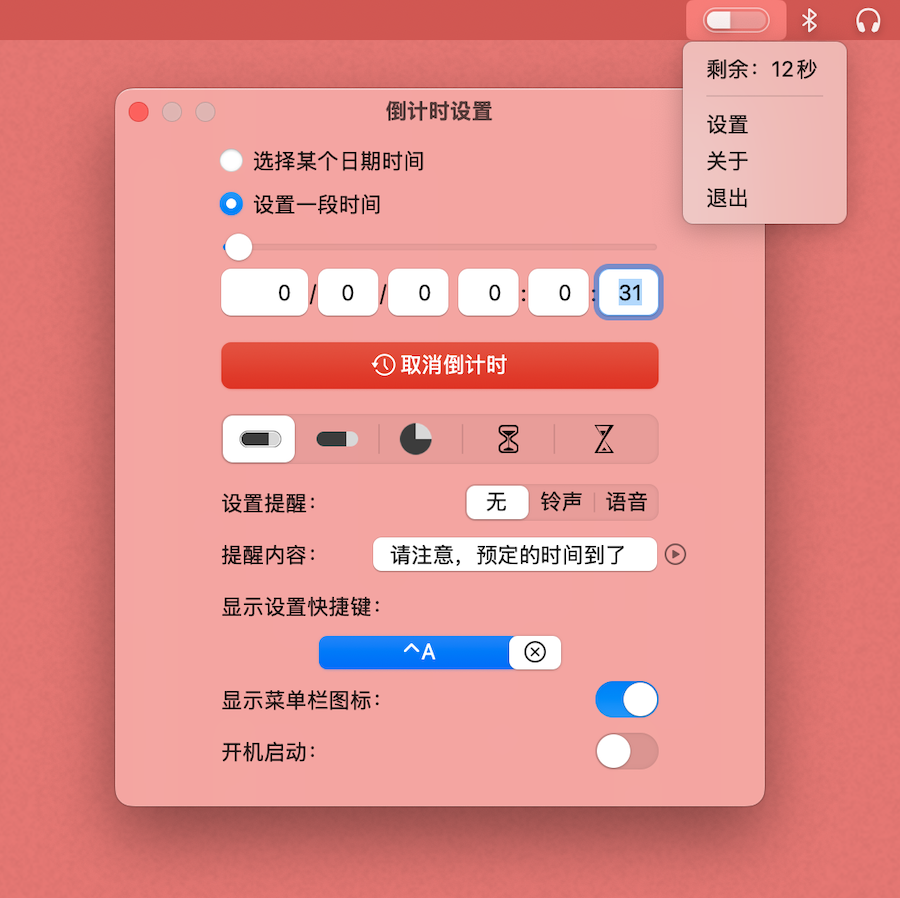 剩余：12秒
设置
关于
退出
倒计时设置
选择某个日期时间
设置一段时间
0/0/0 0:0:31
取消倒计时
设置提醒：
无 铃声 语音
提醒内容：
请注意，预定的时间到了
显示设置快捷键：
^A
显示菜单栏图标：
开机启动：